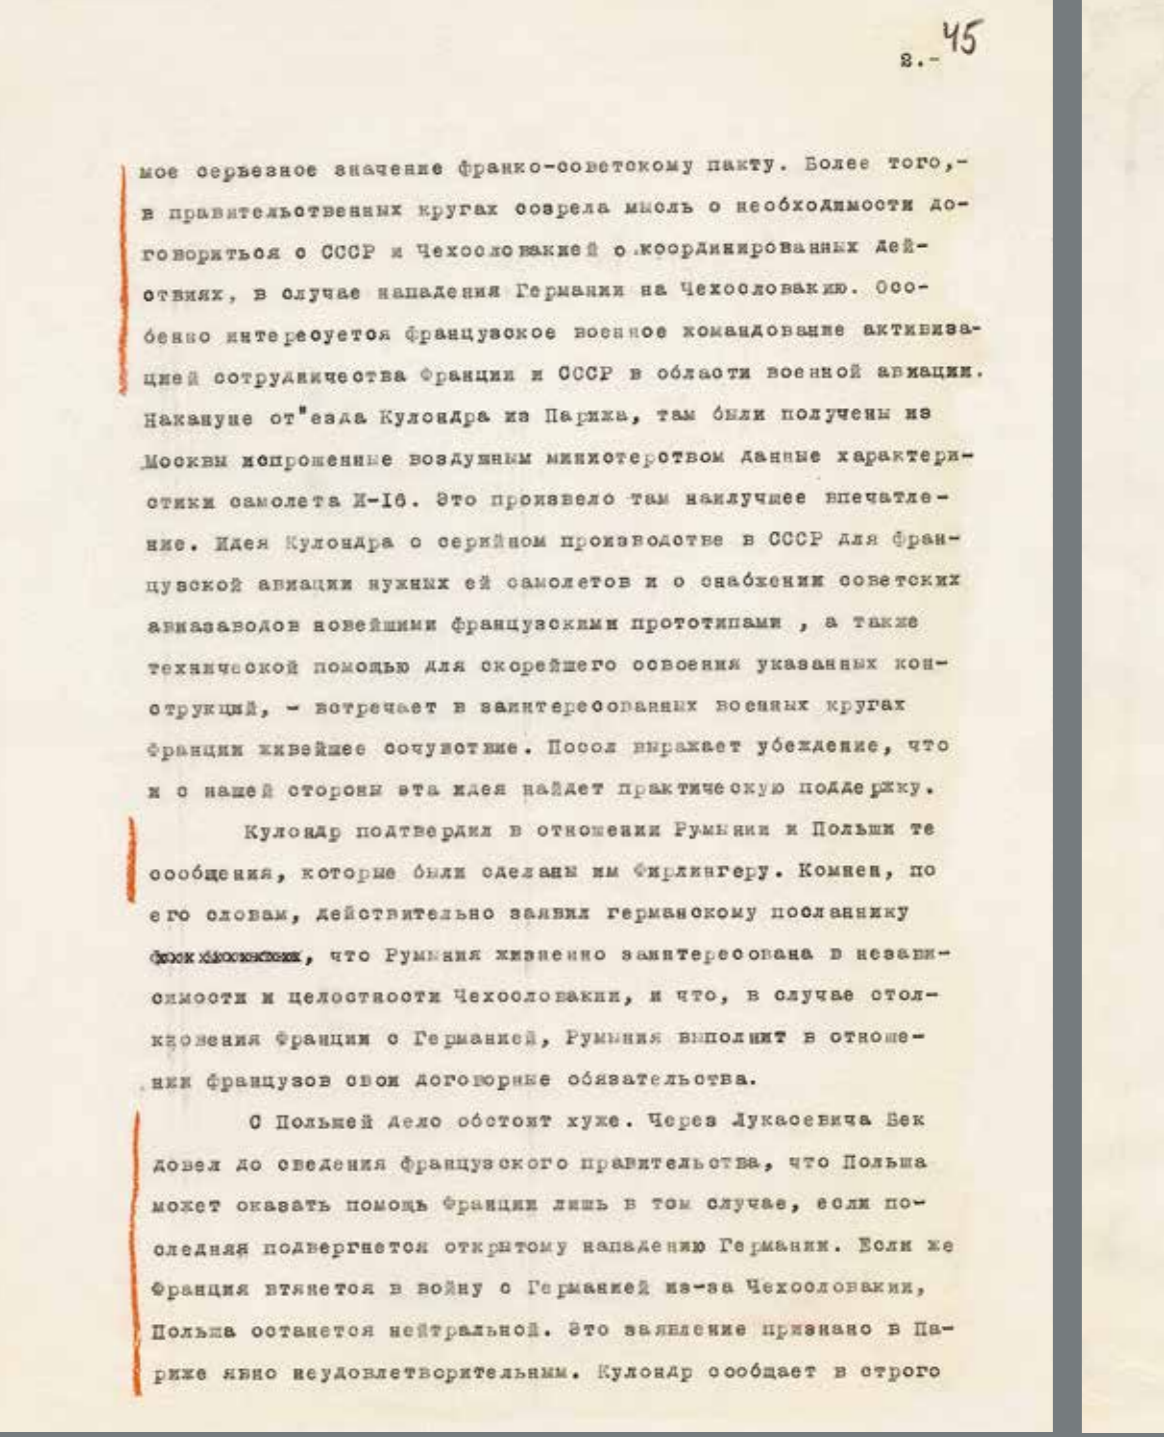 45
2.-
мое серьезное значение франко-советскому пакту. Более того,-
в правительственных кругах созрела мысль о необходимости до-
говориться с СССР и Чехословакией о координированных дей-
ствиях, в случае нападения Германии на Чехословакию. Осо-
бенно интересуется французское военное командование активиза-
цией сотрудничества Франции и СССР в области военной авиации.
Накануне от"езда Кулондра из Парижа, там были получены из
Москвы испрошенные воздушным министерством данные характери-
стики самолета И-16. Это произвело там наилучшее впечатле-
ние. Идея Кулондра о серийном производстве в СССР для фран-
цузской авиации нужных ей самолетов и о снабжении советских
авиазаводов новейшими французскими прототипами , а также
технической помощью для скорейшего освоения указанных кон-
струкций, - встречает в заинтересованных военных кругах
Франции живейшее сочувствие. Посол выражает убеждение, что
и с нашей стороны эта идея найдет практическую поддержку.
Кулондр подтвердил в отношении Румынии и Польши те
сообщения, которые были сделаны им Фирлингеру. Комнен, по
его словам, действительно заявил германскому посланнику
, что Румыния жизненно заинтересована в незави-
симости и целостности Чехословакии, и что, в случае стол-
кновения Франции с Германией, Румыния выполнит в отноше-
нии французов свои договорные обязательства.
С Польшей дело обстоит хуже. Через Лукасевича Бек
довел до сведения французского правительства, что Польша
может оказать помощь Франции лишь в том случае, если по-
следняя подвергнется открытому нападению Германии. Если же
Франция втянется в войну с Германией из-за Чехословакии,
Польша останется нейтральной. Это заявление признано в Па-
риже явно неудовлетворительным. Кулондр сообщает в строго